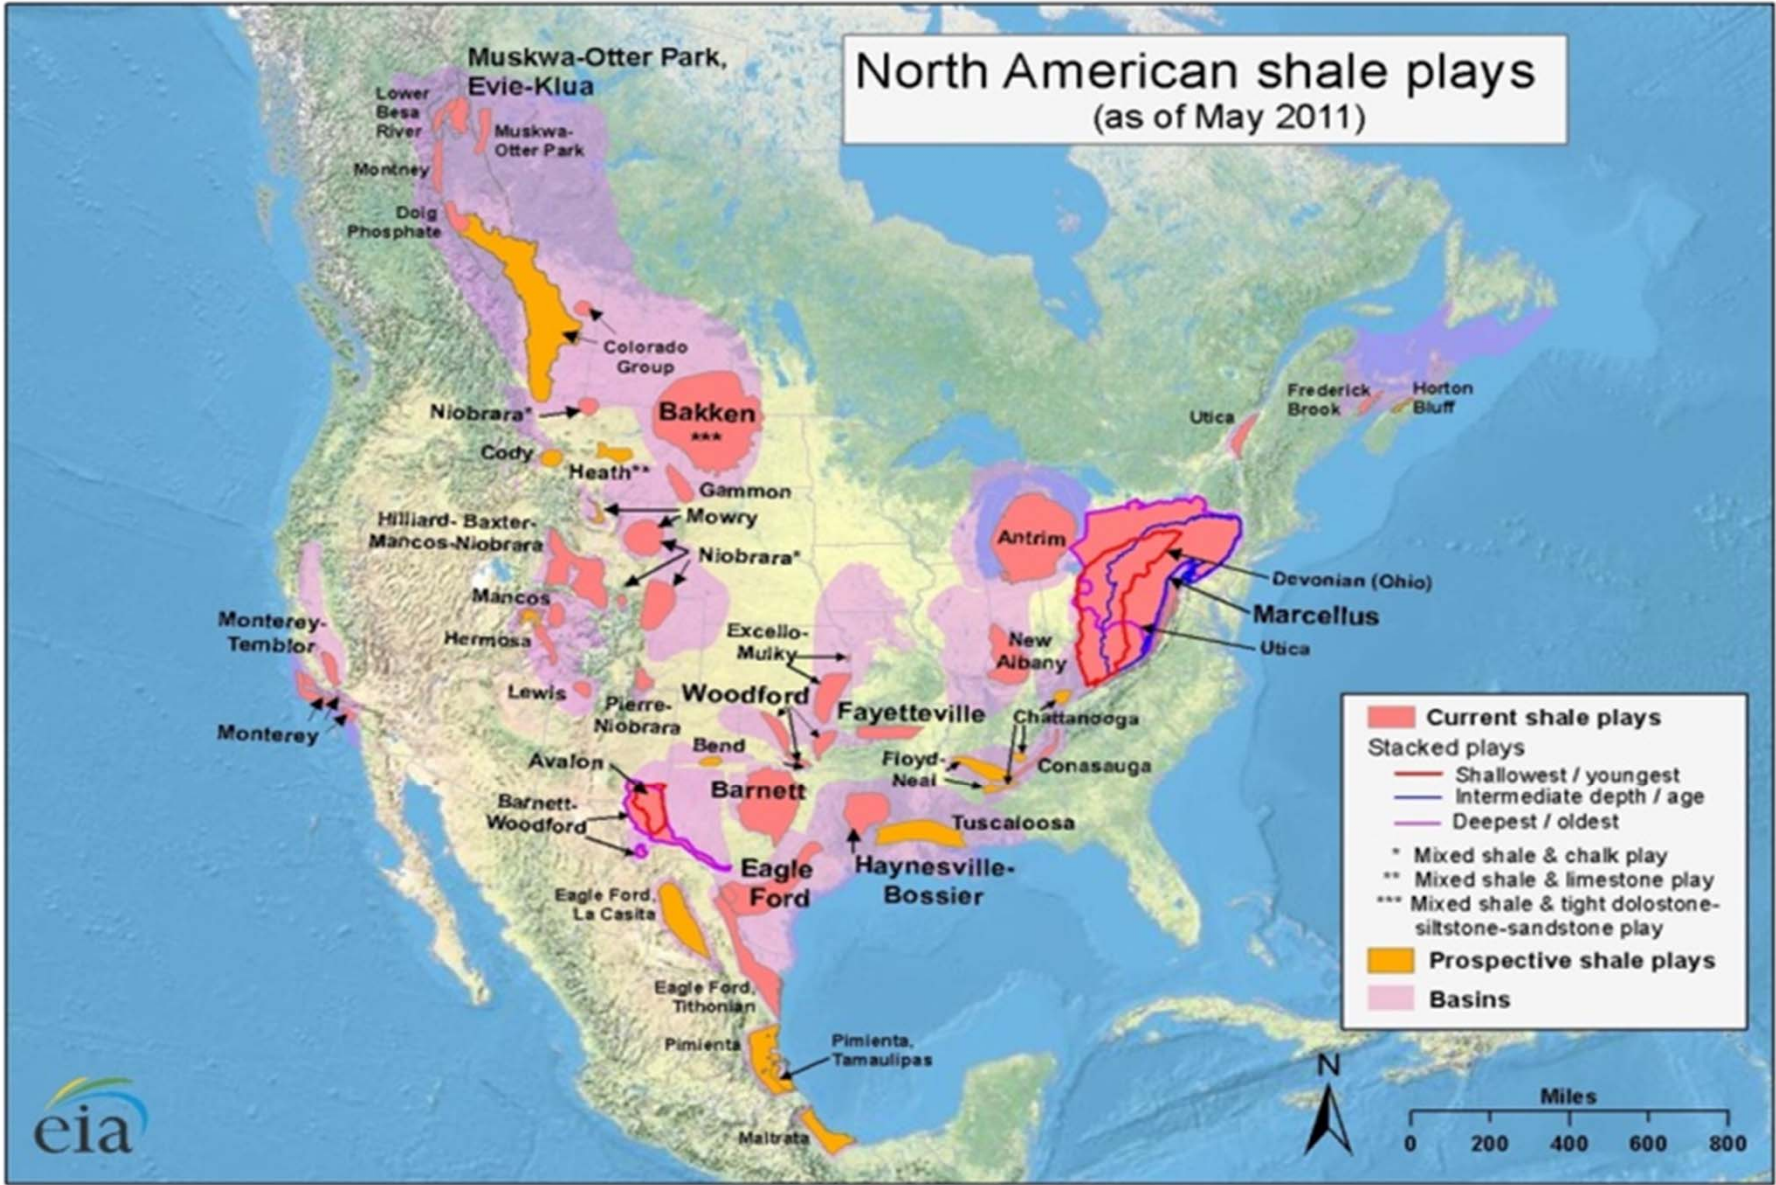 North American shale plays
(as of May 2011)
Muskwa-Otter Park,
Evie-Klua
Lower
Besa
River
Muskwa-
Otter Park
Montney
Doig
Phosphate
Colorado
Group
Niobrara*
Bakken
***
Cody
Heath**
Gammon
Mowry
Hilliard- Baxter-
Mancos-Niobrara
Niobrara*
Mancos
Hermosa
Monterey-
Temblor
Monterey
Lewis
Pierre-
Niobrara
Excello-
Mulky
Woodford
Fayetteville
Bend
Avalon
Barnett-
Woodford
Barnett
Antrim
New
Albany
Utica
Frederick
Brook
Horton
Bluff
Devonian (Ohio)
Marcellus
Utica
Chattanooga
Floyd-
Neal
Conasauga
Tuscaloosa
Haynesville-
Bossier
Eagle
Ford
Eagle Ford,
La Casita
Eagle Ford,
Tithonian
Pimienta
Pimienta,
Tamaulipas
Maltrata
Current shale plays
Stacked plays
Shallowest / youngest
Intermediate depth / age
Deepest / oldest
* Mixed shale & chalk play
** Mixed shale & limestone play
*** Mixed shale & tight dolostone-
siltstone-sandstone play
Prospective shale plays
Basins
N
Miles
0 200 400 600 800
eia